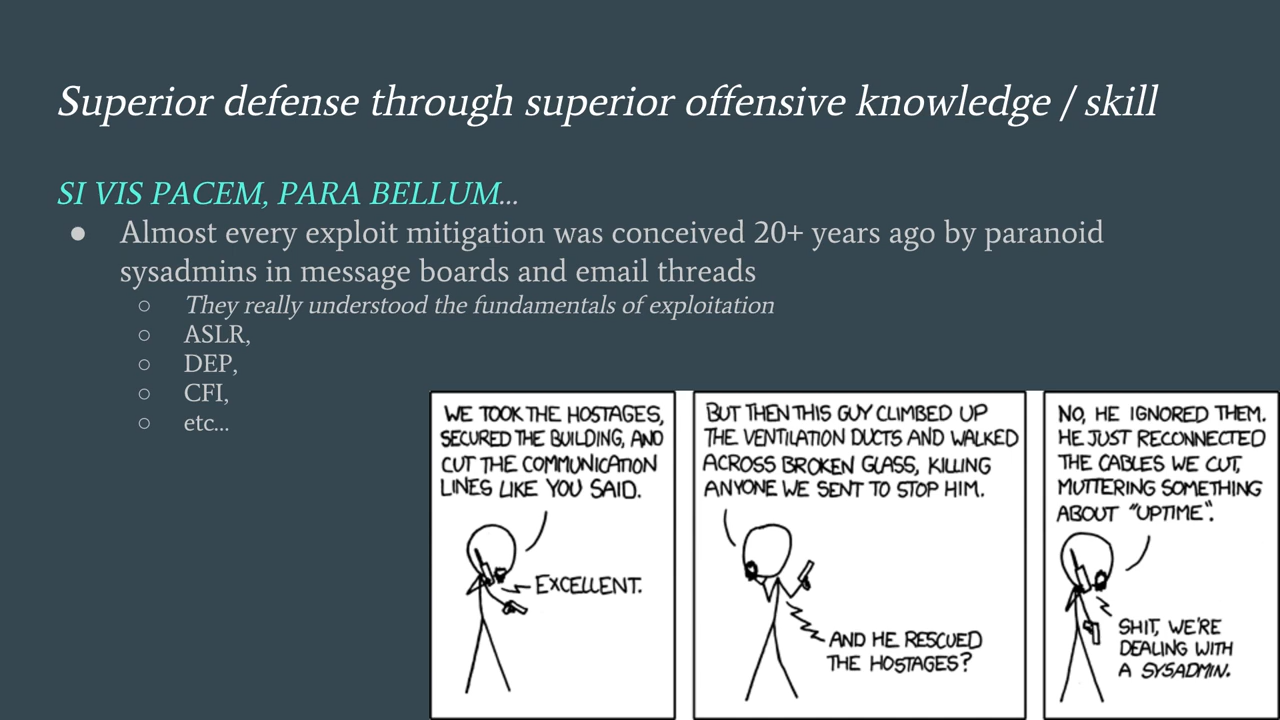 Superior defense through superior offensive knowledge / skill
SI VIS PACEM, PARA BELLUM...
● Almost every exploit mitigation was conceived 20+ years ago by paranoid
sysadmins in message boards and email threads
○ They really understood the fundamentals of exploitation
○ ASLR,
○ DEP,
○ CFI,
○ etc...
WE TOOK THE HOSTAGES,
SECURED THE BUILDING, AND
CUT THE COMMUNICATION
LINES LIKE YOU SAID.
EXCELLENT.
BUT THEN THIS GUY CLIMBED UP
THE VENTILATION DUCTS AND WALKED
ACROSS BROKEN GLASS, KILLING
ANYONE WE SENT TO STOP HIM.
AND HE RESCUED
THE HOSTAGES?
NO, HE IGNORED THEM.
HE JUST RECONNECTED
THE CABLES WE CUT,
MUTTERING SOMETHING
ABOUT "UPTIME".
SHIT, WE'RE
DEALING WITH
A SYSADMIN.